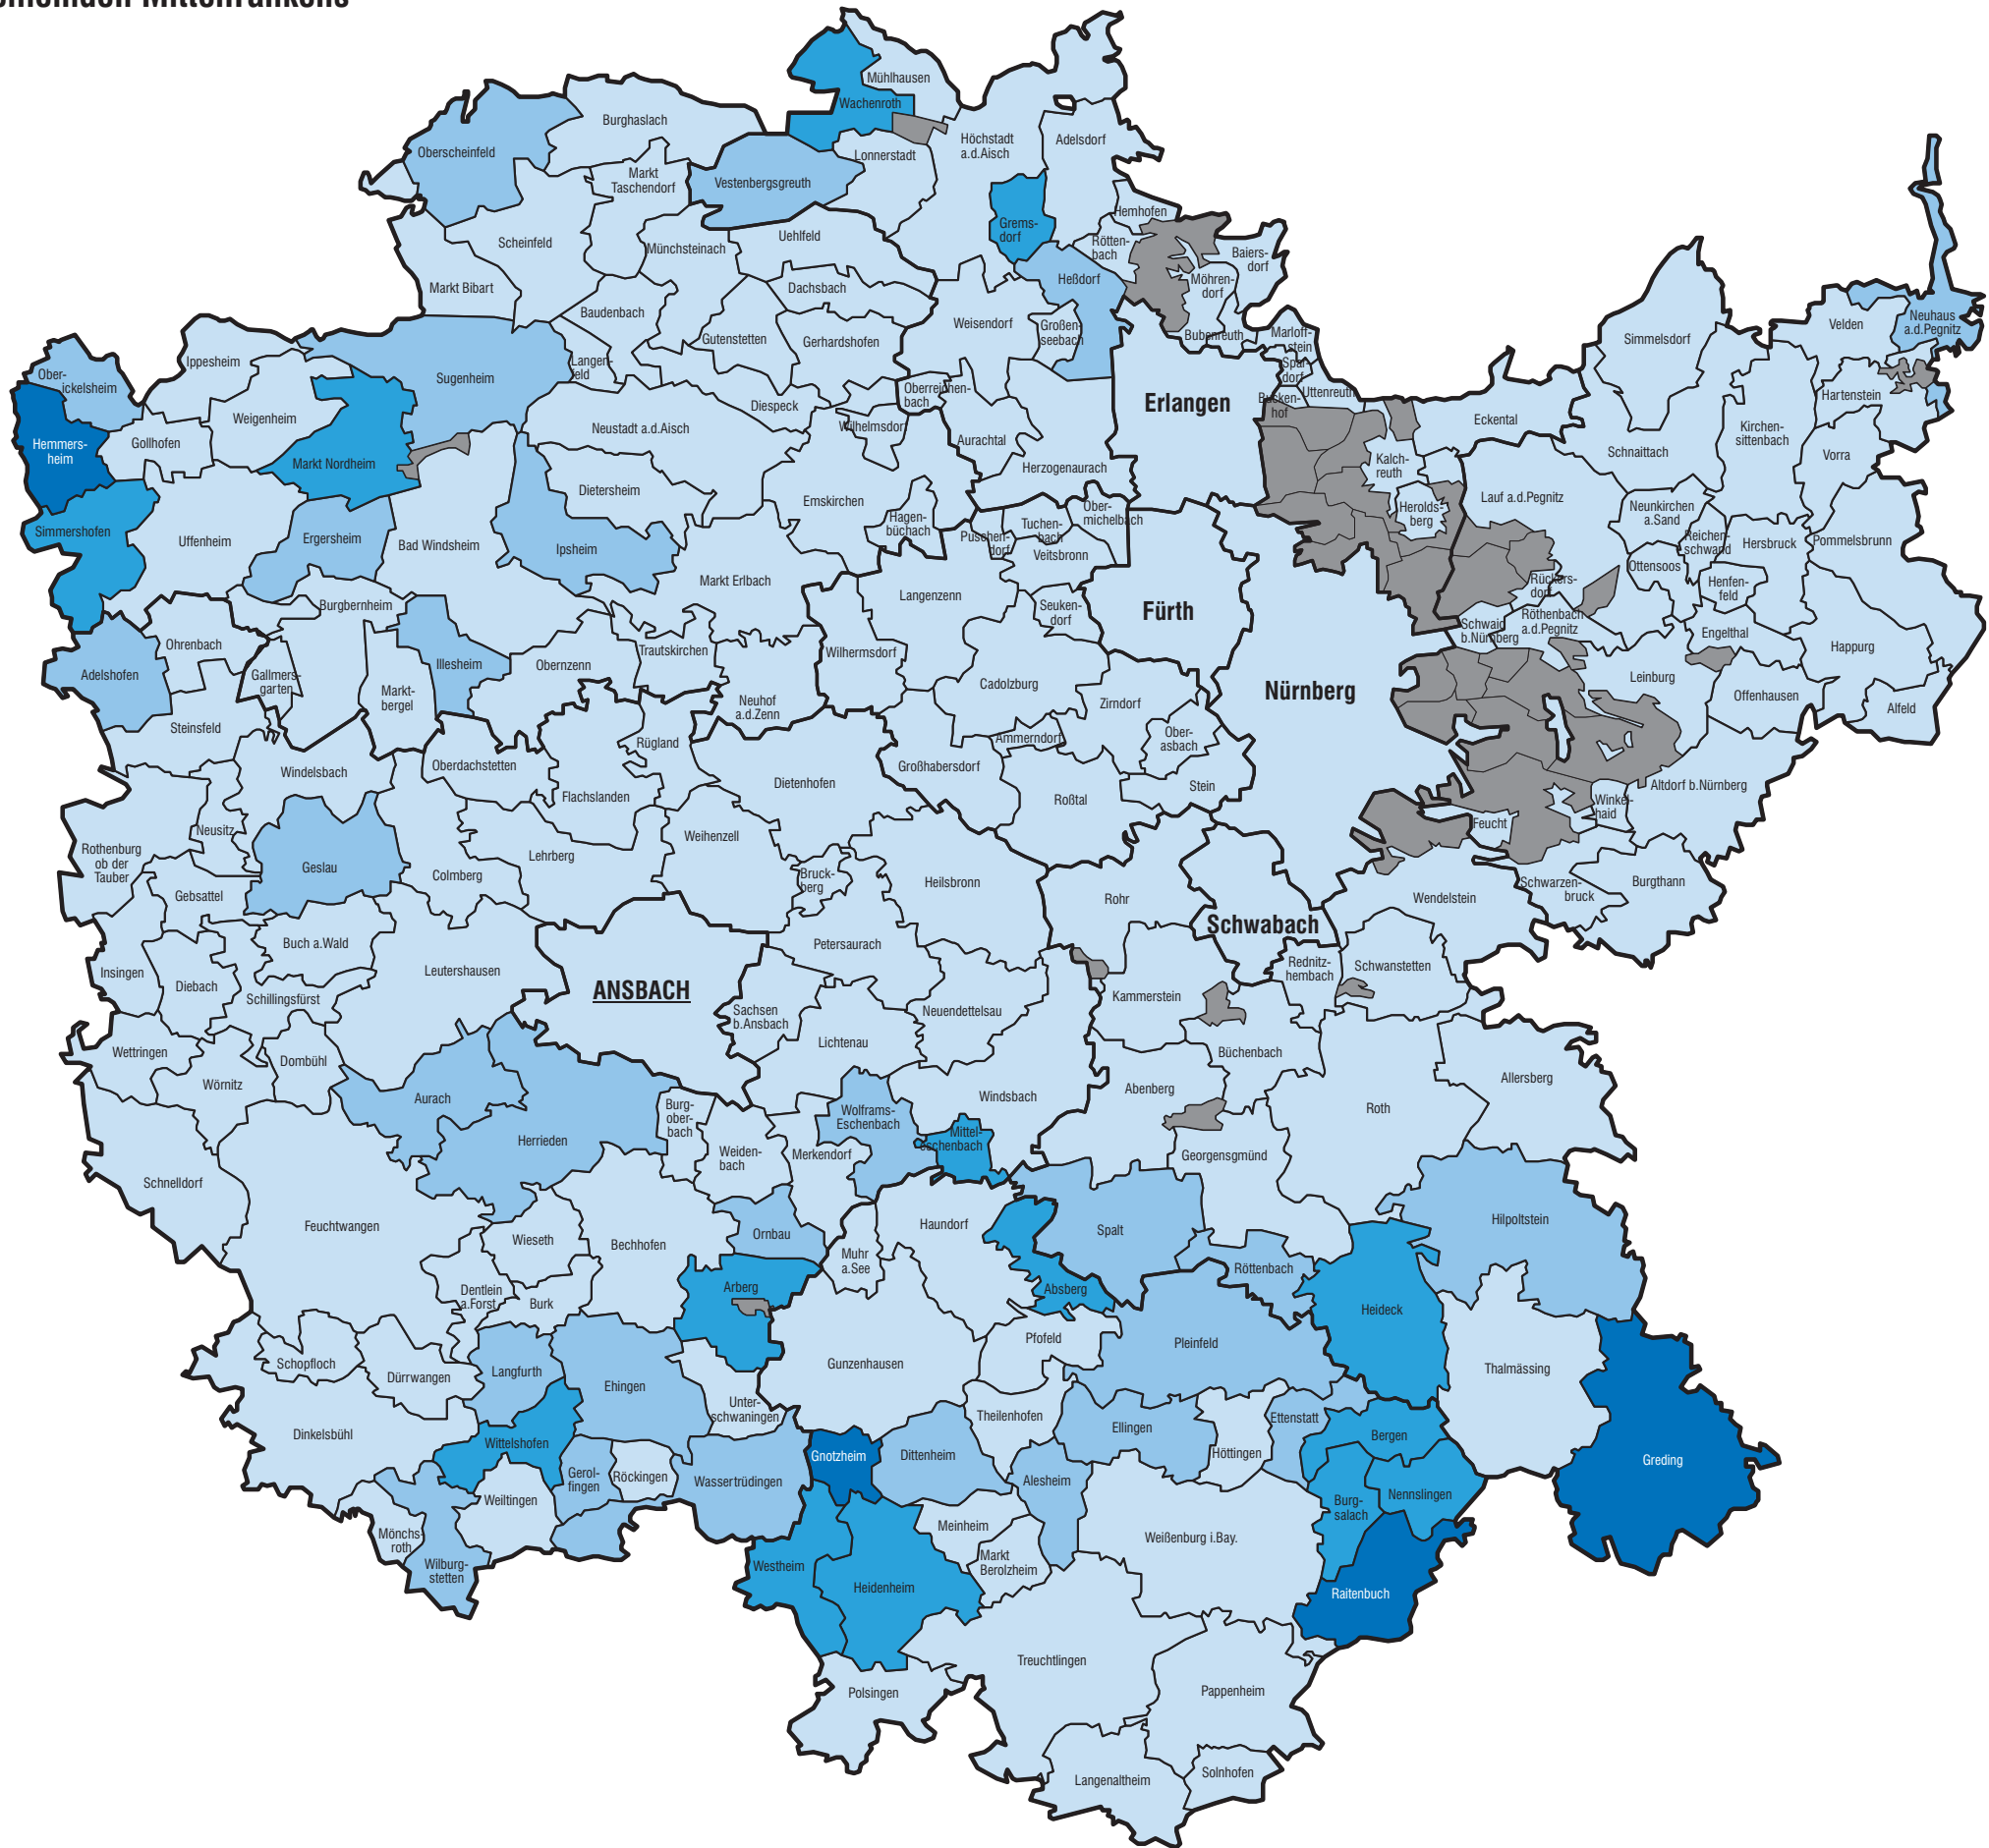 Mittelfrankens
Mühlhausen
Wachenroth
Burghaslach
Höchstadt
a.d.Aisch
Adelsdorf
Oberscheinfeld
Lonnerstadt
Markt
Taschendorf
Vestenbergsgreuth
Hemhofen
Grems-
dorf
Uehlfeld
Scheinfeld
Münchsteinach
Rötten-
bach
Baiers-
dorf
Heßdorf
Möhren-
dorf
Markt Bibart
Dachsbach
Baudenbach
Weisendorf
Großen-
seebach
Gutenstetten
Gerhardshofen
Bubenreuth
Marloff-
stein
Simmelsdorf
Velden
Neuhaus
a.d.Pegnitz
Ippesheim
Langen-
feld
Spar-
dorf
Ober-
ickelsheim
Sugenheim
Oberreichen-
bach
Erlangen
Bucken-
hof
Uttenreuth
Hartenstein
Weigenheim
Diespeck
Neustadt a.d.Aisch
Wilhelmsdorf
Aurachtal
Eckental
Kirchen-
sittenbach
Hemmers-
heim
Gollhofen
Markt Nordheim
Herzogenaurach
Kalch-
reuth
Schnaittach
Vorra
Dietersheim
Emskirchen
Lauf a.d.Pegnitz
Simmershofen
Uffenheim
Ergersheim
Bad Windsheim
Ipsheim
Hagen-
büchach
Püschen-
dorf
Tuchen-
bach
Ober-
michelbach
Veitsbronn
Herolds-
berg
Neunkirchen
a.Sand
Reichen-
schwand
Hersbruck
Pommelsbrunn
Ottensoos
Markt Erlbach
Langenzenn
Seuken-
dorf
Fürth
Rückers-
dorf
Henfen-
feld
Burgbernheim
Röthenbach
a.d.Pegnitz
Schwaig
b.Nürnberg
Engelthal
Happurg
Ohrenbach
Illesheim
Obernzenn
Trautskirchen
Wilhermsdorf
Adelshofen
Gallmers-
garten
Markt-
bergel
Cadolzburg
Nürnberg
Leinburg
Offenhausen
Alfeld
Neuhof
a.d.Zenn
Zirndorf
Steinsfeld
Rügland
Ammerndorf
Ober-
asbach
Windelsbach
Oberdachstetten
Dietenhofen
Großhabersdorf
Flachslanden
Roßtal
Stein
Altdorf b.Nürnberg
Winkel-
haid
Neusitz
Weihenzell
Feucht
Rothenburg
ob der
Tauber
Geslau
Colmberg
Lehrberg
Bruck-
berg
Heilsbronn
Gebsattel
Rohr
Wendelstein
Schwarzen-
bruck
Burgthann
Schwabach
Buch a.Wald
Petersaurach
Insingen
Diebach
Leutershausen
Rednitz-
hembach
Schwanstetten
Schillingsfürst
ANSBACH
Sachsen
b.Ansbach
Neuendettelsau
Kammerstein
Wettringen
Dombühl
Lichtenau
Büchenbach
Wörnitz
Aurach
Burg-
ober-
bach
Wolframs-
Eschenbach
Windsbach
Abenberg
Roth
Allersberg
Herrieden
Mittel-
eschenbach
Weiden-
bach
Merkendorf
Georgensgmünd
Schnelldorf
Feuchtwangen
Wieseth
Bechhofen
Ornbau
Haundorf
Spalt
Hilpoltstein
Muhr
a.See
Dentlein
a.Forst
Burk
Arberg
Absberg
Röttenbach
Heideck
Schopfloch
Dürrwangen
Langfurth
Ehingen
Gunzenhausen
Pfofeld
Pleinfeld
Thalmässing
Unter-
schwaningen
Theilenhofen
Dinkelsbühl
Wittelshofen
Ellingen
Ettenstatt
Bergen
Gnotzheim
Dittenheim
Höttingen
Greding
Gerol-
fingen
Röckingen
Wassertrüdingen
Alesheim
Weiltingen
Burg-
salach
Nennslingen
Mönchs-
roth
Meinheim
Weißenburg i.Bay.
Wilburg-
stetten
Westheim
Heidenheim
Markt
Berolzheim
Raitenbuch
Treuchtlingen
Polsingen
Pappenheim
Langenaltheim
Solnhofen